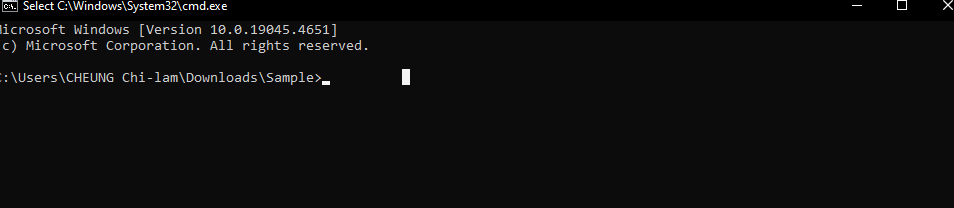 Select C:\Windows\System32\cmd.exe
Microsoft Windows [Version 10.0.19045.4651]
(c) Microsoft Corporation. All rights reserved.
C:\Users\CHEUNG Chi-lam\Downloads\Sample>